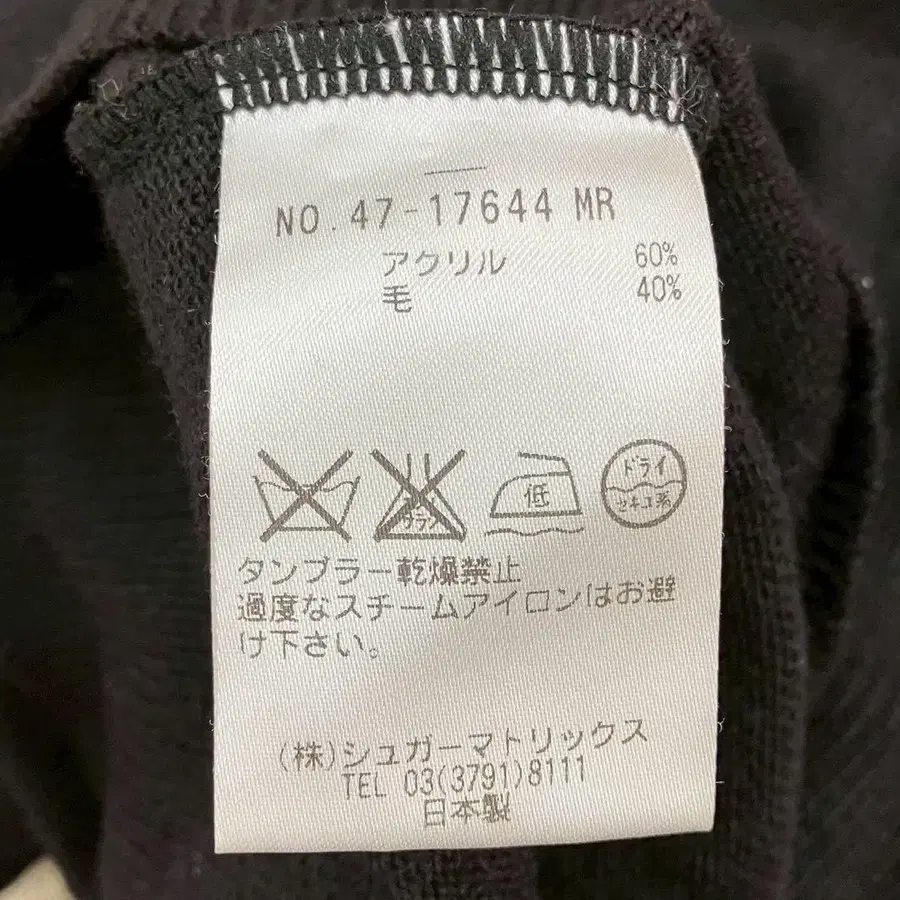 NO.47-17644 MR
アクリル 60%
毛 40%
低
ドライ
セキユ系
タンブラー乾燥禁止
過度なスチームアイロンはお避
け下さい。
(株)シュガーマトリックス
TEL 03(3791)8111
日本製